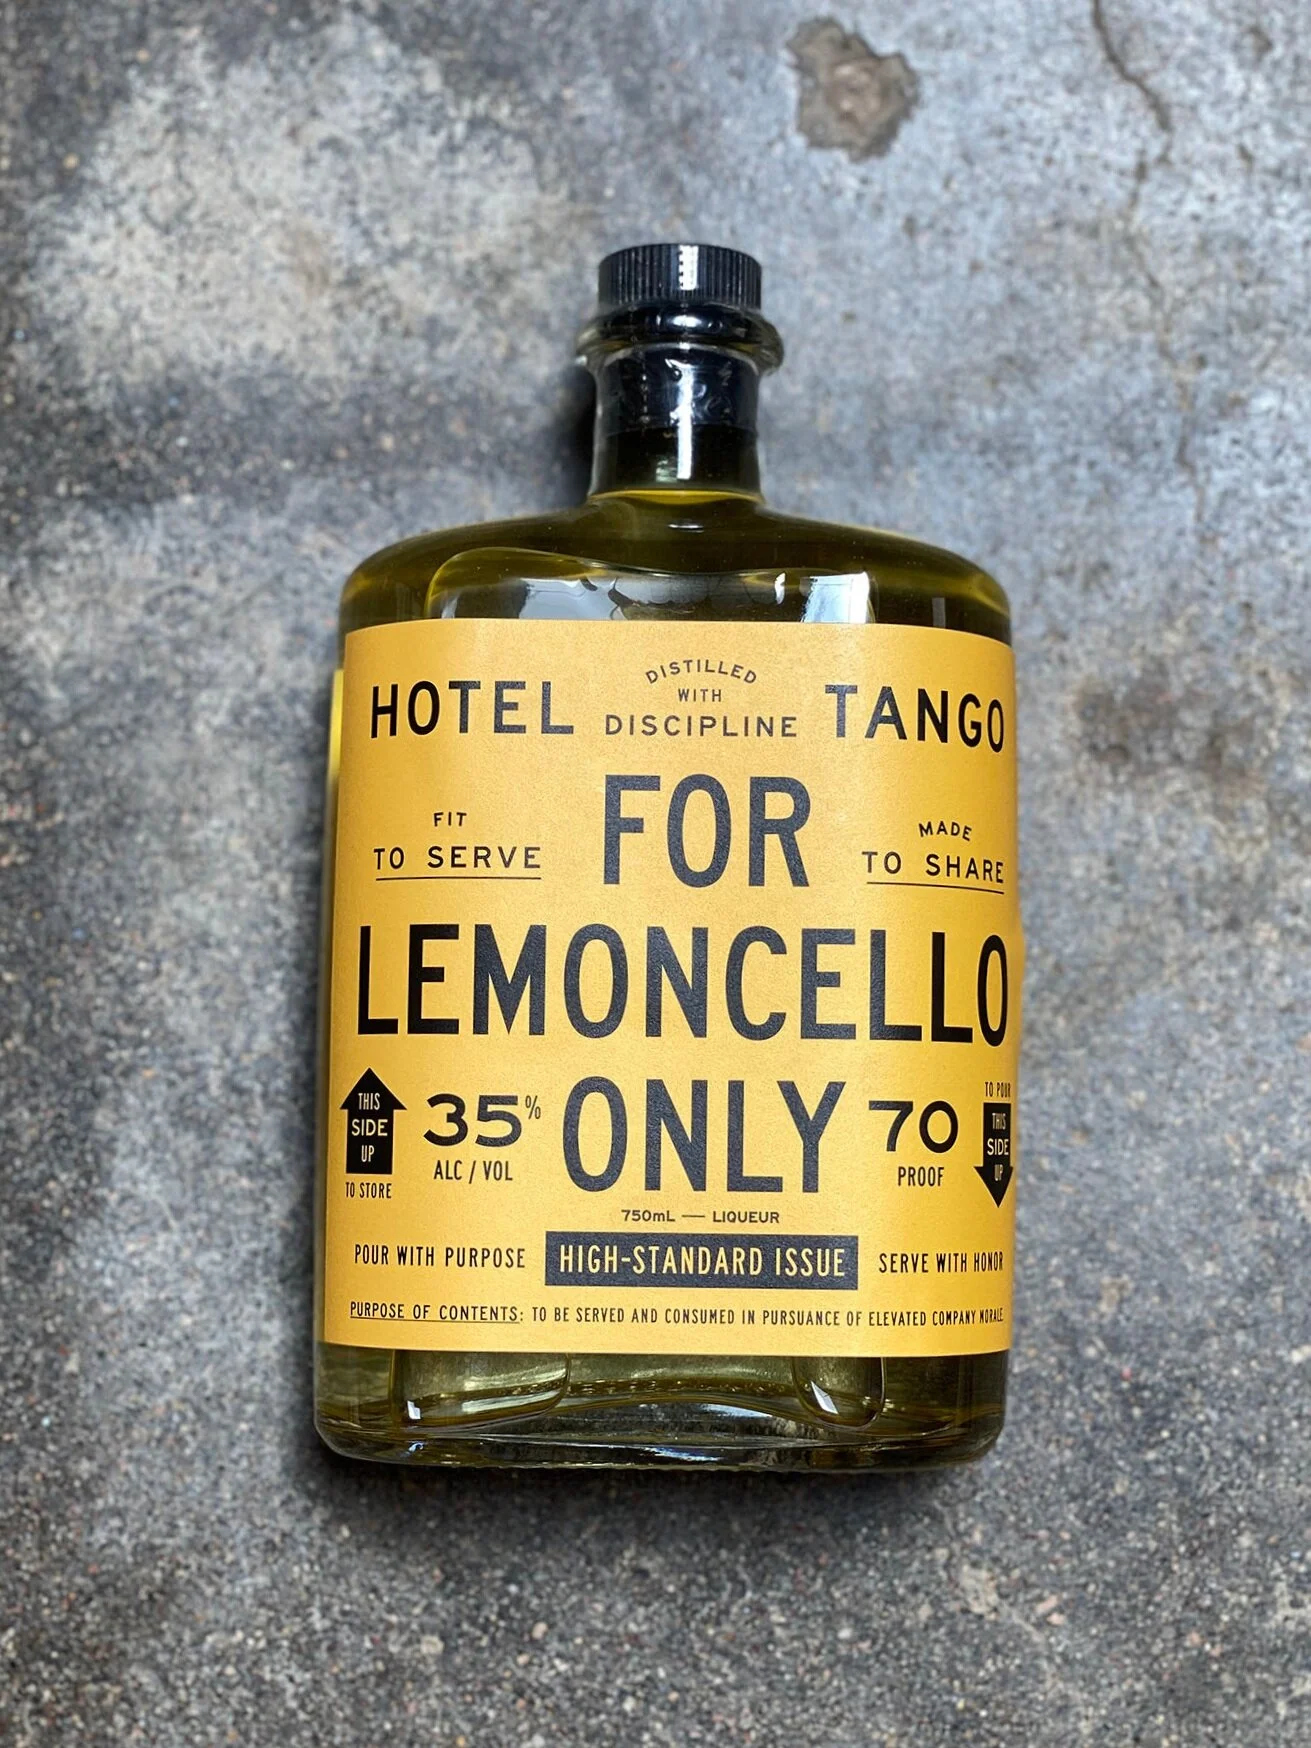 DISTILLED
WITH
HOTEL DISCIPLINE TANGO
FOR
FIT
TO SERVE
MADE
TO SHARE
LEMONCELLO
ONLY
THIS
SIDE
UP
TO STORE
35%
ALC / VOL
70
PROOF
TO POUR
THIS
SIDE
UP
750mL — LIQUEUR
POUR WITH PURPOSE HIGH-STANDARD ISSUE SERVE WITH HONOR
PURPOSE OF CONTENTS: TO BE SERVED AND CONSUMED IN PURSUANCE OF ELEVATED COMPANY MORALE.